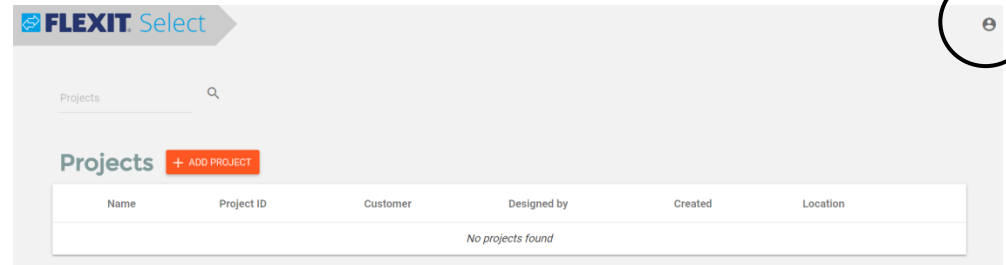 FLEXIT. Select
Projects
Projects + ADD PROJECT
Name Project ID Customer Designed by Created Location
No projects found